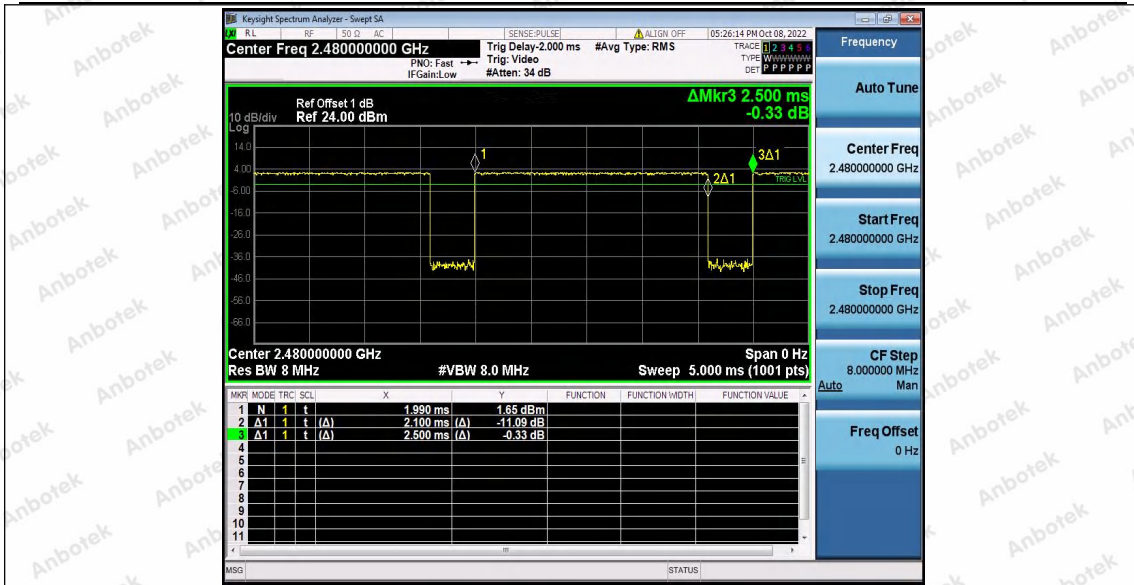 Keysight Spectrum Analyzer - Swept SA
LXI RL RF 50 Ω AC SENSE:PULSE ALIGN OFF 05:26:14 PM Oct 08, 2022
Center Freq 2.480000000 GHz
PNO: Fast
IFGain:Low
Trig Delay-2.000 ms
Trig: Video
#Atten: 34 dB
#Avg Type: RMS
TRACE 1 2 3 4 5 6
TYPE WWWWWW
DET P P P P P P
ΔMkr3 2.500 ms
-0.33 dB
Ref Offset 1 dB
10 dB/div Ref 24.00 dBm
Log
14.0
4.00
-6.00
-16.0
-26.0
-36.0
-46.0
-56.0
-66.0
1
2Δ1
3Δ1
TRIG LVL
Center 2.480000000 GHz Span 0 Hz
Res BW 8 MHz #VBW 8.0 MHz Sweep 5.000 ms (1001 pts)
MKR MODE TRC SCL X Y FUNCTION FUNCTION WIDTH FUNCTION VALUE
1 N 1 t 1.990 ms 1.65 dBm
2 Δ1 1 t (Δ) 2.100 ms (Δ) -11.09 dB
3 Δ1 1 t (Δ) 2.500 ms (Δ) -0.33 dB
4
5
6
7
8
9
10
11
MSG STATUS
Frequency
Auto Tune
Center Freq
2.480000000 GHz
Start Freq
2.480000000 GHz
Stop Freq
2.480000000 GHz
CF Step
8.000000 MHz
Auto Man
Freq Offset
0 Hz
Anbotek